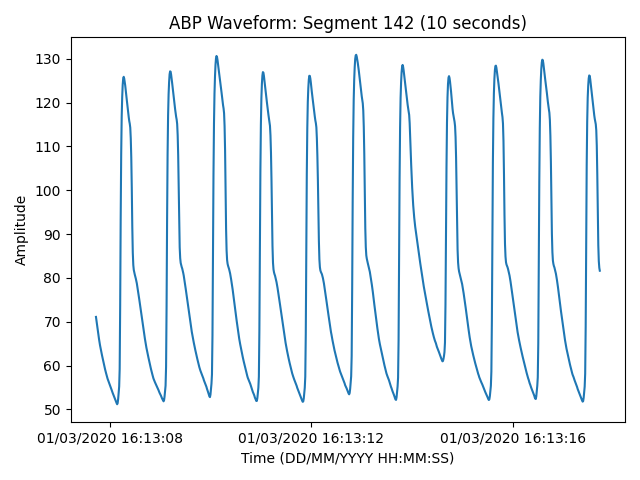 ABP Waveform: Segment 142 (10 seconds)
Amplitude
130
120
110
100
90
80
70
60
50
01/03/2020 16:13:08 01/03/2020 16:13:12 01/03/2020 16:13:16
Time (DD/MM/YYYY HH:MM:SS)